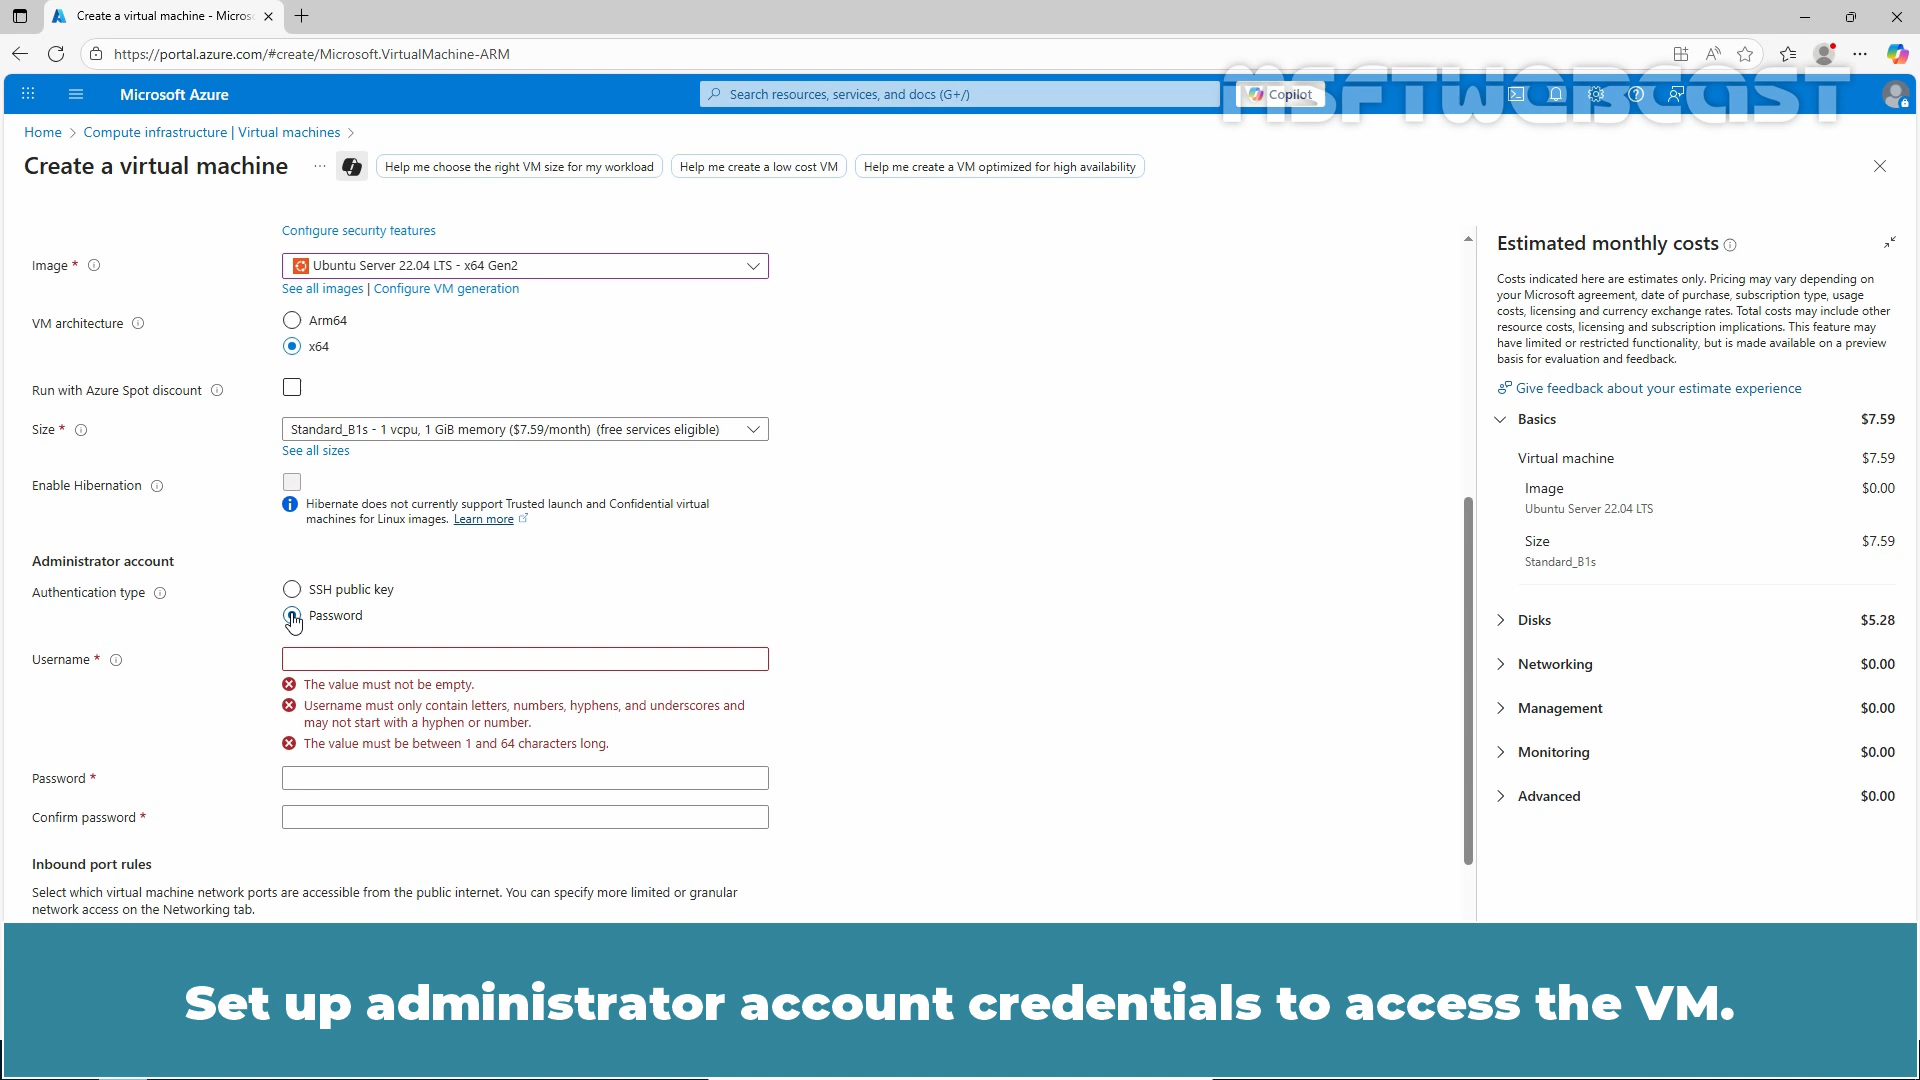 Create a virtual machine - Micros
https://portal.azure.com/#create/Microsoft.VirtualMachine-ARM
MSFTWEBCAST
Microsoft Azure
Search resources, services, and docs (G+/)
Copilot
Home > Compute infrastructure | Virtual machines >
Create a virtual machine
...
Help me choose the right VM size for my workload
Help me create a low cost VM
Help me create a VM optimized for high availability
Configure security features
Image *
Ubuntu Server 22.04 LTS - x64 Gen2
See all images | Configure VM generation
VM architecture
Arm64
x64
Run with Azure Spot discount
Size *
Standard_B1s - 1 vcpu, 1 GiB memory ($7.59/month) (free services eligible)
See all sizes
Enable Hibernation
Hibernate does not currently support Trusted launch and Confidential virtual
machines for Linux images. Learn more
Administrator account
Authentication type
SSH public key
Password
Username *
The value must not be empty.
Username must only contain letters, numbers, hyphens, and underscores and
may not start with a hyphen or number.
The value must be between 1 and 64 characters long.
Password *
Confirm password *
Inbound port rules
Select which virtual machine network ports are accessible from the public internet. You can specify more limited or granular
network access on the Networking tab.
Estimated monthly costs
Costs indicated here are estimates only. Pricing may vary depending on
your Microsoft agreement, date of purchase, subscription type, usage
costs, licensing and currency exchange rates. Total costs may include other
resource costs, licensing and subscription implications. This feature may
have limited or restricted functionality, but is made available on a preview
basis for evaluation and feedback.
Give feedback about your estimate experience
Basics $7.59
Virtual machine $7.59
Image $0.00
Ubuntu Server 22.04 LTS
Size $7.59
Standard_B1s
Disks $5.28
Networking $0.00
Management $0.00
Monitoring $0.00
Advanced $0.00
Set up administrator account credentials to access the VM.